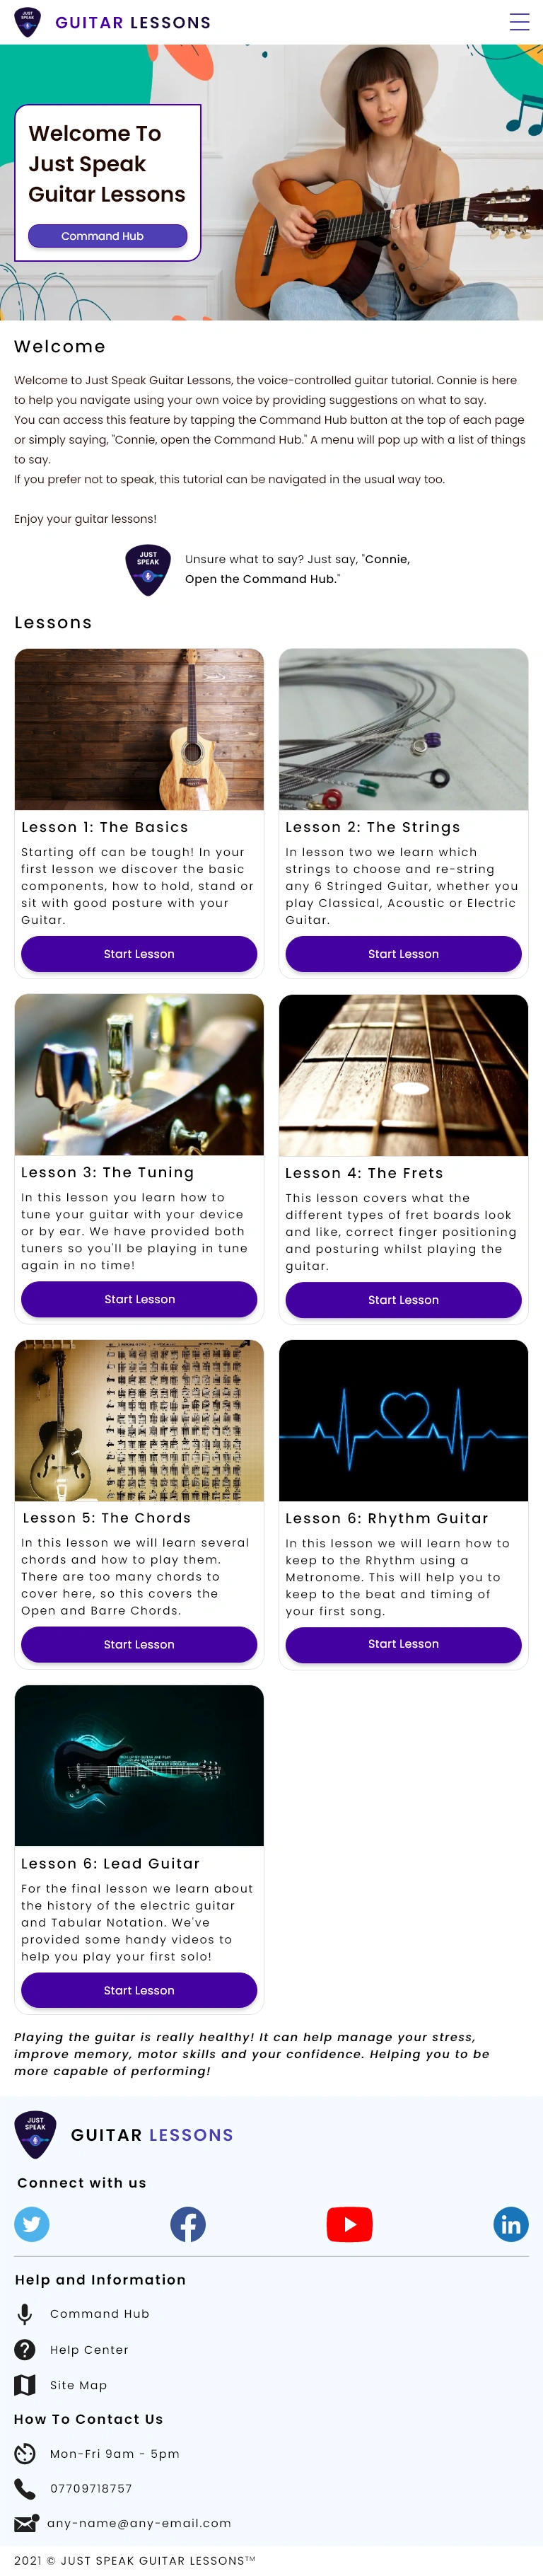 JUST
SPEAK
GUITAR LESSONS
Welcome To
Just Speak
Guitar Lessons
Command Hub
Welcome
Welcome to Just Speak Guitar Lessons, the voice-controlled guitar tutorial. Connie is here
to help you navigate using your own voice by providing suggestions on what to say.
You can access this feature by tapping the Command Hub button at the top of each page
or simply saying, "Connie, open the Command Hub." A menu will pop up with a list of things
to say.
If you prefer not to speak, this tutorial can be navigated in the usual way too.
Enjoy your guitar lessons!
JUST
SPEAK
Unsure what to say? Just say, "Connie,
Open the Command Hub."
Lessons
Lesson 1: The Basics
Starting off can be tough! In your
first lesson we discover the basic
components, how to hold, stand or
sit with good posture with your
Guitar.
Start Lesson
Lesson 2: The Strings
In lesson two we learn which
strings to choose and re-string
any 6 Stringed Guitar, whether you
play Classical, Acoustic or Electric
Guitar.
Start Lesson
Lesson 3: The Tuning
In this lesson you learn how to
tune your guitar with your device
or by ear. We have provided both
tuners so you'll be playing in tune
again in no time!
Start Lesson
Lesson 4: The Frets
This lesson covers what the
different types of fret boards look
and like, correct finger positioning
and posturing whilst playing the
guitar.
Start Lesson
Lesson 5: The Chords
In this lesson we will learn several
chords and how to play them.
There are too many chords to
cover here, so this covers the
Open and Barre Chords.
Start Lesson
Lesson 6: Rhythm Guitar
In this lesson we will learn how to
keep to the Rhythm using a
Metronome. This will help you to
keep to the beat and timing of
your first song.
Start Lesson
Lesson 6: Lead Guitar
For the final lesson we learn about
the history of the electric guitar
and Tabular Notation. We've
provided some handy videos to
help you play your first solo!
Start Lesson
Playing the guitar is really healthy! It can help manage your stress,
improve memory, motor skills and your confidence. Helping you to be
more capable of performing!
JUST
SPEAK
GUITAR LESSONS
Connect with us
in
Help and Information
Command Hub
Help Center
Site Map
How To Contact Us
Mon-Fri 9am - 5pm
07709718757
any-name@any-email.com
2021 © JUST SPEAK GUITAR LESSONS™